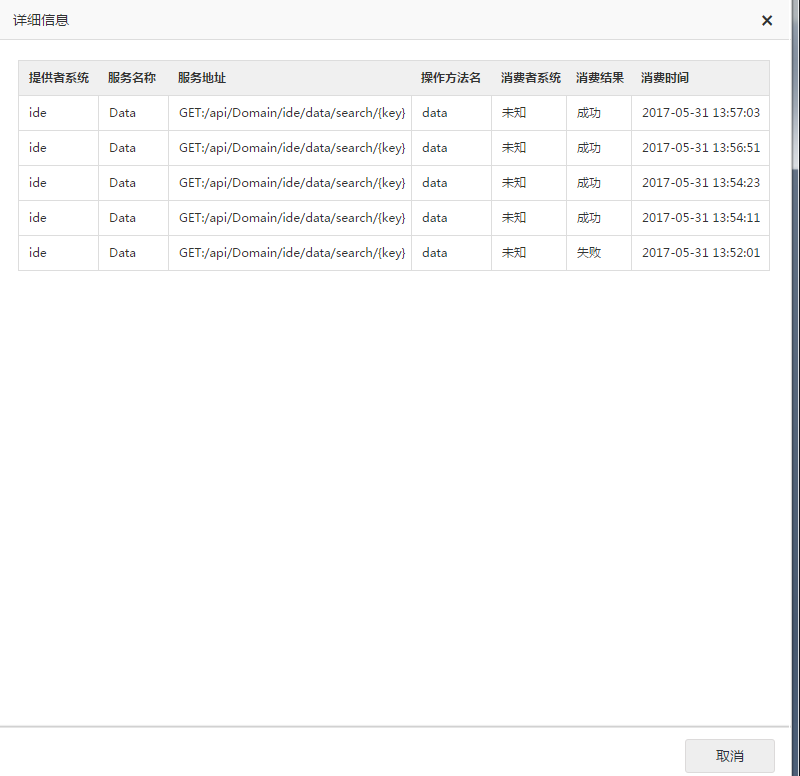 详细信息
提供者系统 服务名称 服务地址 操作方法名 消费者系统 消费结果 消费时间
ide Data GET:/api/Domain/ide/data/search/{key} data 未知 成功 2017-05-31 13:57:03
ide Data GET:/api/Domain/ide/data/search/{key} data 未知 成功 2017-05-31 13:56:51
ide Data GET:/api/Domain/ide/data/search/{key} data 未知 成功 2017-05-31 13:54:23
ide Data GET:/api/Domain/ide/data/search/{key} data 未知 成功 2017-05-31 13:54:11
ide Data GET:/api/Domain/ide/data/search/{key} data 未知 失败 2017-05-31 13:52:01
取消